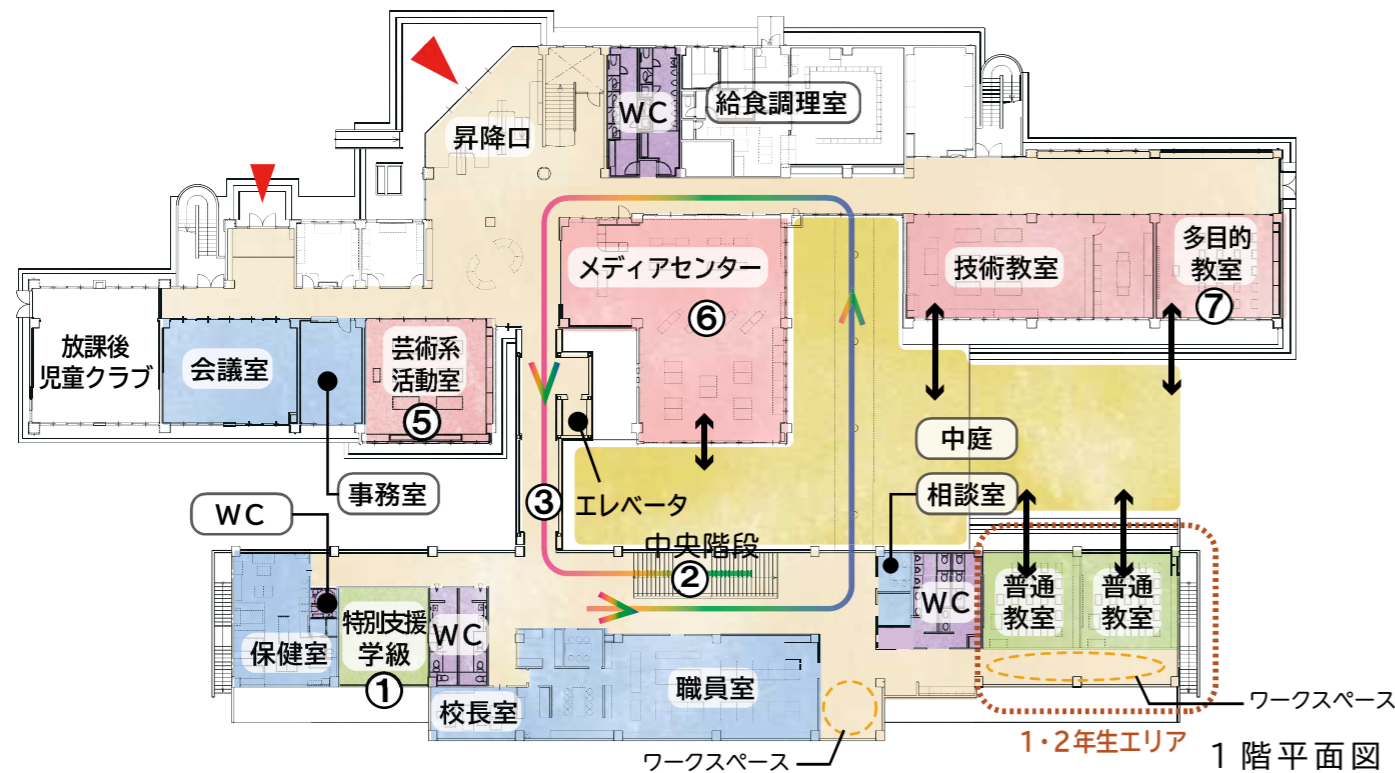 昇降口
WC
給食調理室
メディアセンター
⑥
技術教室
多目的
教室
⑦
放課後
児童クラブ
会議室
芸術系
活動室
⑤
中庭
事務室
③
エレベータ
相談室
WC
中央階段
②
保健室
特別支援
学級
①
WC
校長室
職員室
WC
普通
教室
普通
教室
ワークスペース
ワークスペース
1・2年生エリア
1階平面図